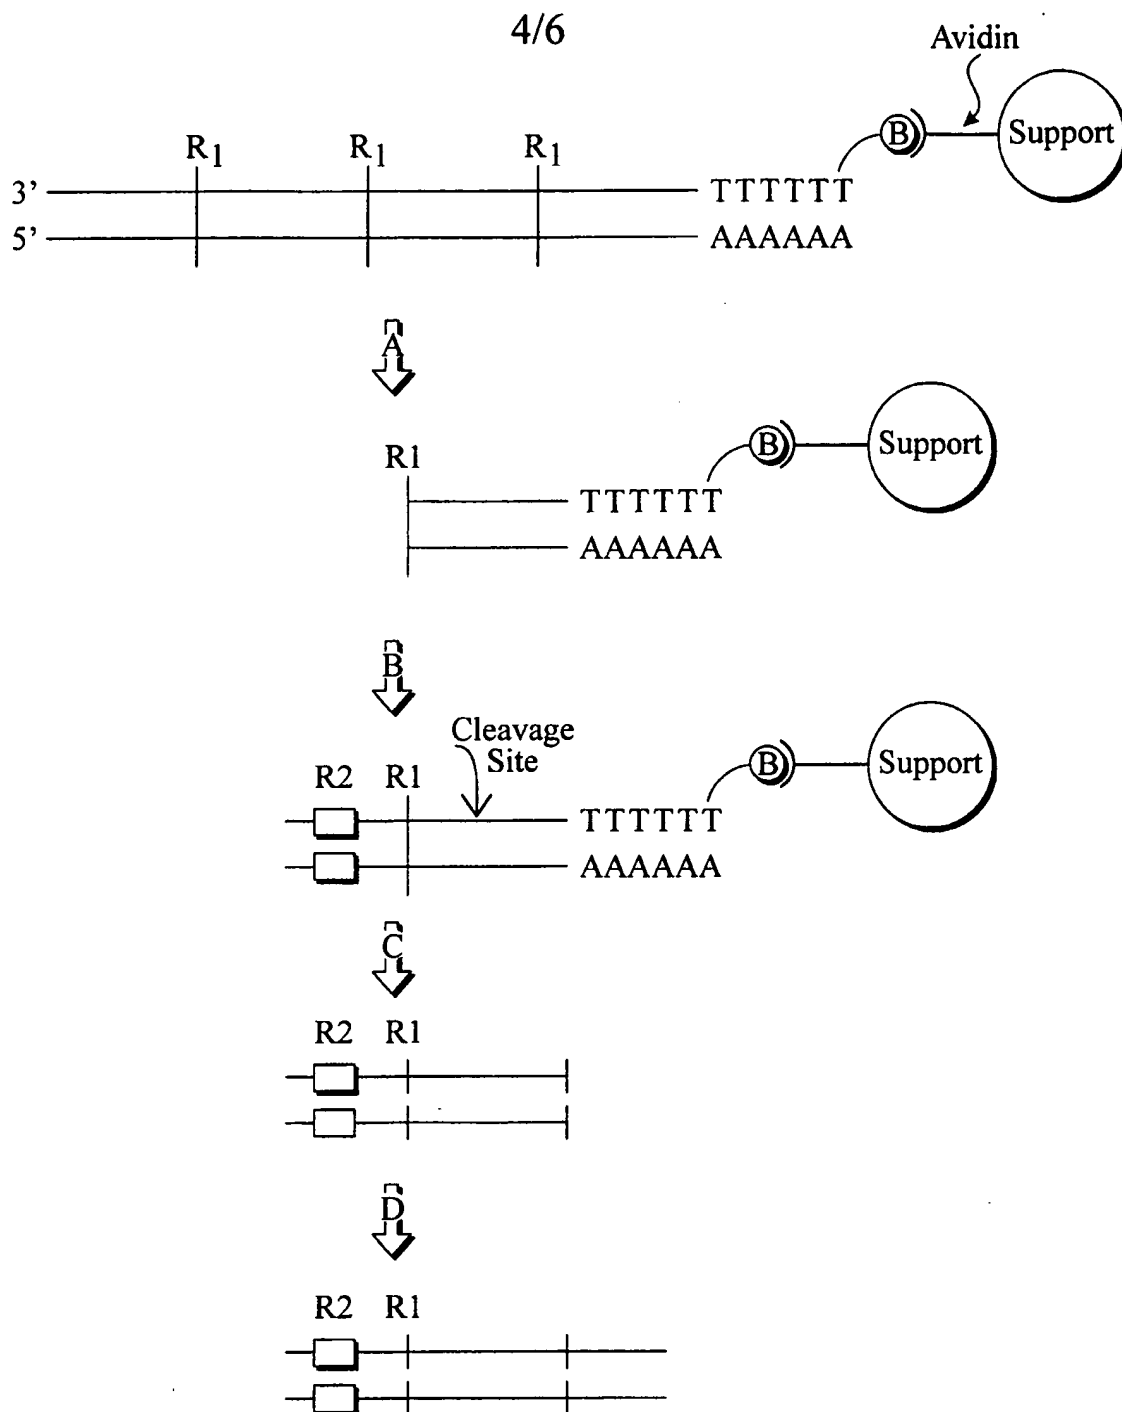 4/6
Avidin
B
Support
R1 R1 R1
3' TTTTTT
5' AAAAAA
A
B
Support
R1
TTTTTT
AAAAAA
B
Cleavage
Site
B
Support
R2 R1
TTTTTT
AAAAAA
C
R2 R1
D
R2 R1